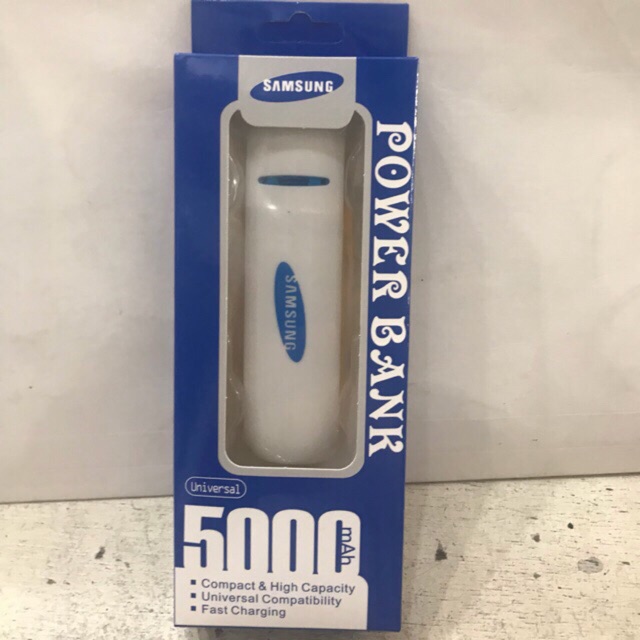 SAMSUNG
POWER BANK
SAMSUNG
Universal
5000 mAh
▪ Compact & High Capacity
▪ Universal Compatibility
▪ Fast Charging